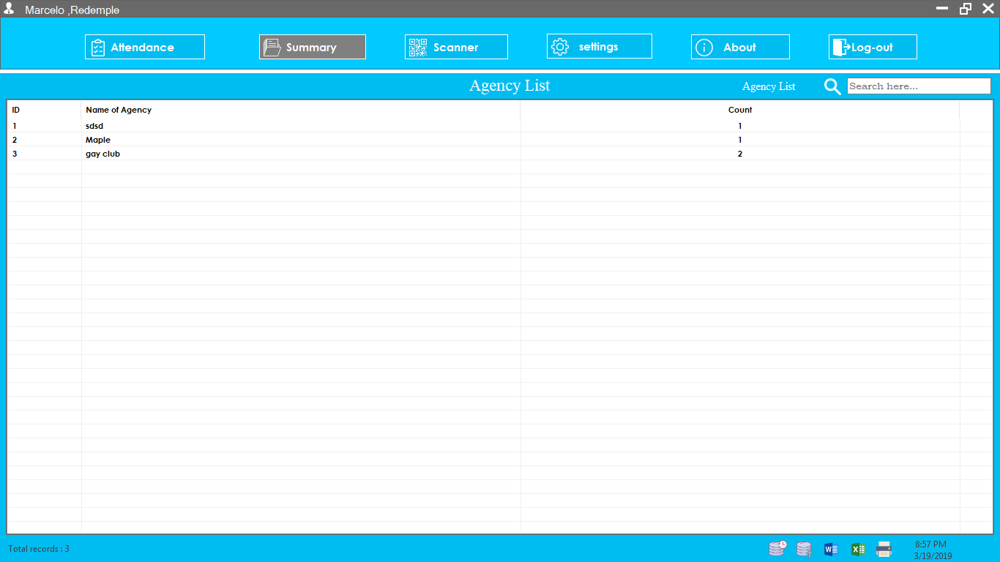 Marcelo ,Redemple
Attendance Summary Scanner settings About Log-out
Agency List Agency List Search here...
ID Name of Agency Count
1 sdsd 1
2 Maple 1
3 gay club 2
Total records : 3
8:57 PM
3/19/2019